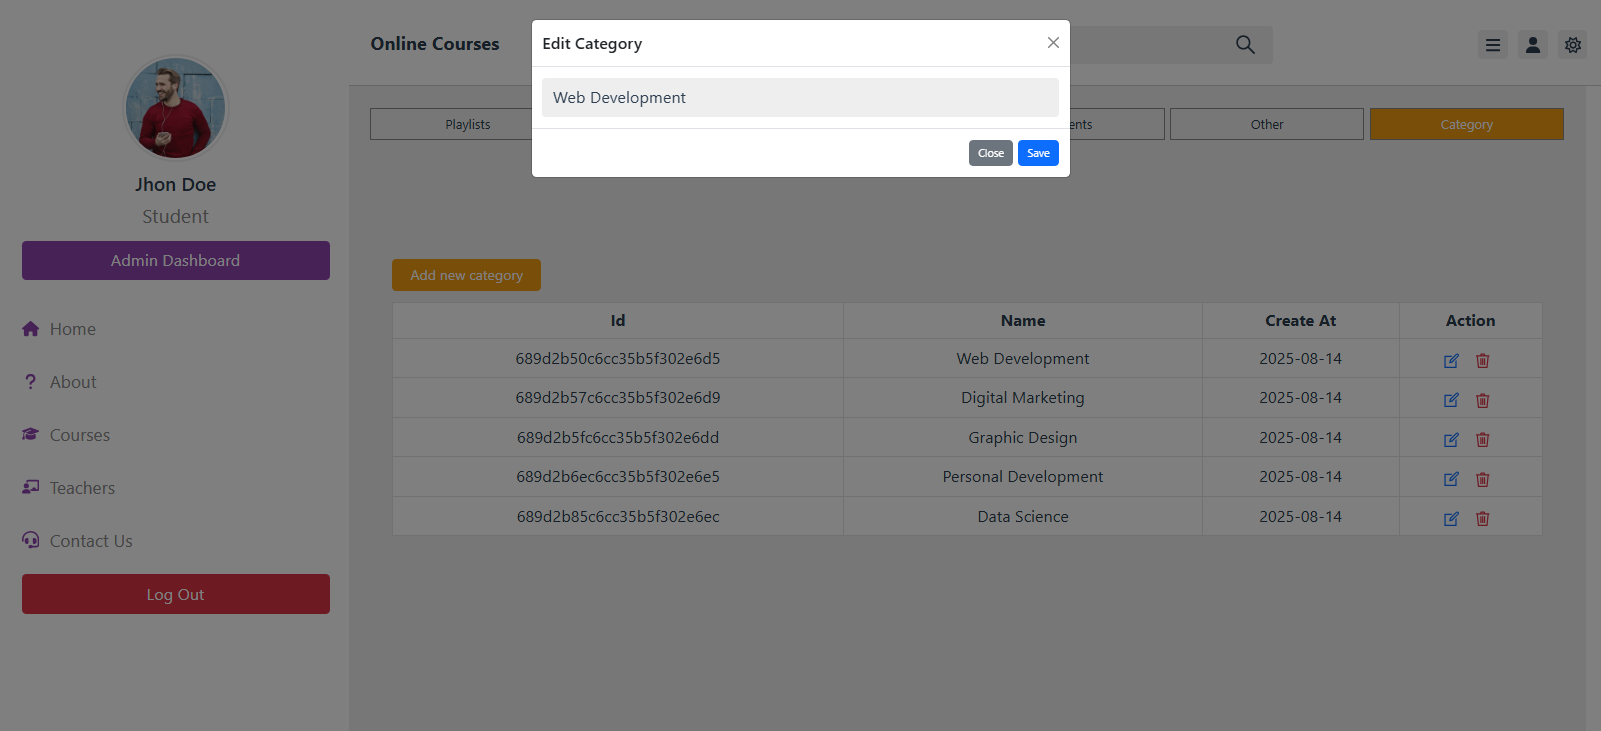 Online Courses
Edit Category
Web Development
Close Save
Playlists
Other
Category
Jhon Doe
Student
Admin Dashboard
Home
About
Courses
Teachers
Contact Us
Log Out
Add new category
Id Name Create At Action
689d2b50c6cc35b5f302e6d5 Web Development 2025-08-14
689d2b57c6cc35b5f302e6d9 Digital Marketing 2025-08-14
689d2b5fc6cc35b5f302e6dd Graphic Design 2025-08-14
689d2b6ec6cc35b5f302e6e5 Personal Development 2025-08-14
689d2b85c6cc35b5f302e6ec Data Science 2025-08-14